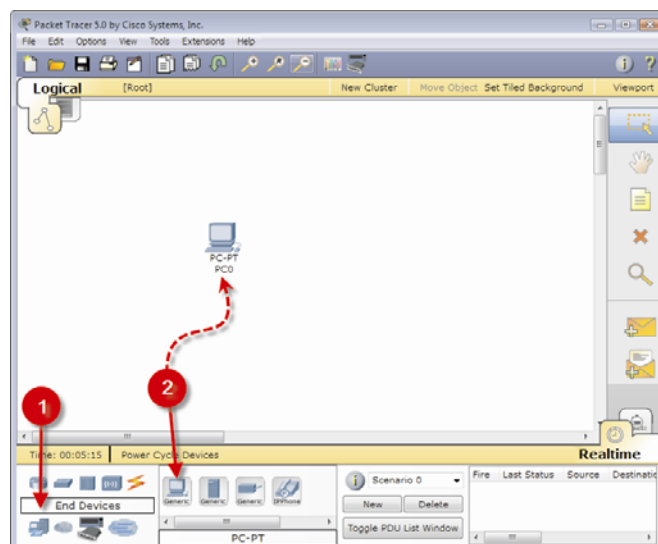 Packet Tracer 5.0 by Cisco Systems, Inc.
File Edit Options View Tools Extensions Help
Logical [Root] New Cluster Move Object Set Tiled Background Viewport
PC-PT
PC0
1
2
Time: 00:05:15 Power Cycle Devices Realtime
End Devices
Generic Generic Generic IPPhone
PC-PT
Scenario 0
New Delete
Toggle PDU List Window
Fire Last Status Source Destinatio